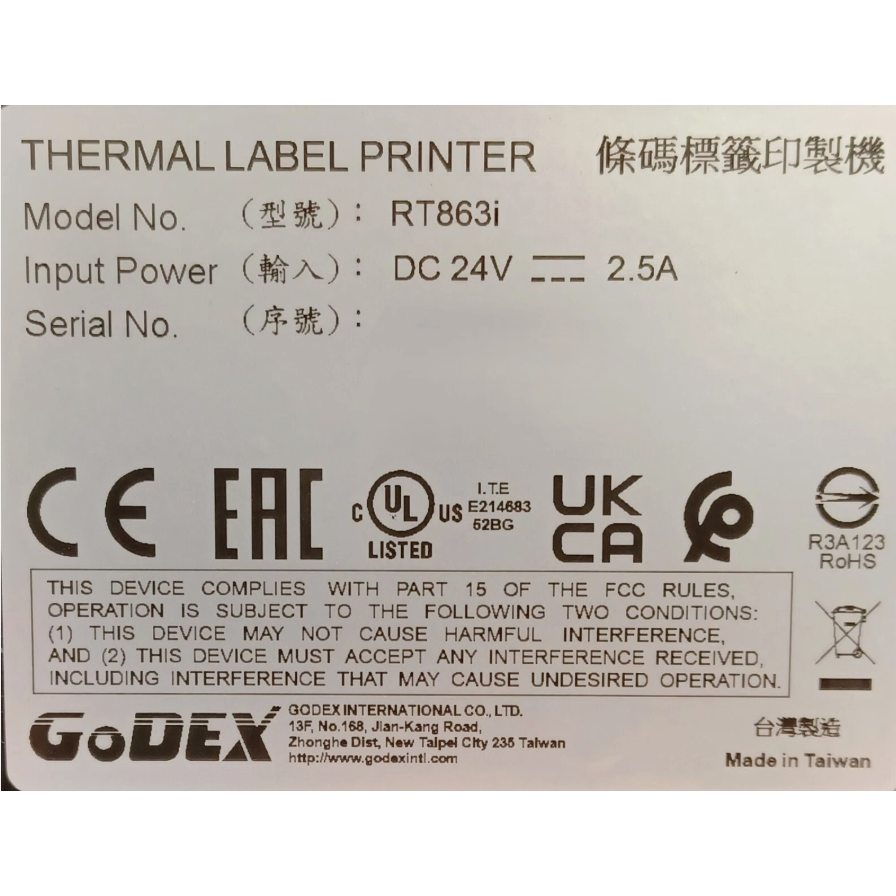 THERMAL LABEL PRINTER 條碼標籤印製機
Model No. (型號): RT863i
Input Power (輸入): DC 24V 2.5A
Serial No. (序號):
CE EAC C UL US LISTED I.T.E E214683 52BG UKCA
R3A123
RoHS
THIS DEVICE COMPLIES WITH PART 15 OF THE FCC RULES,
OPERATION IS SUBJECT TO THE FOLLOWING TWO CONDITIONS:
(1) THIS DEVICE MAY NOT CAUSE HARMFUL INTERFERENCE,
AND (2) THIS DEVICE MUST ACCEPT ANY INTERFERENCE RECEIVED,
INCLUDING INTERFERENCE THAT MAY CAUSE UNDESIRED OPERATION.
GoDEX
GODEX INTERNATIONAL CO., LTD.
13F, No.168, Jian-Kang Road,
Zhonghe Dist, New Taipei City 235 Taiwan
http://www.godexintl.com
台灣製造
Made in Taiwan